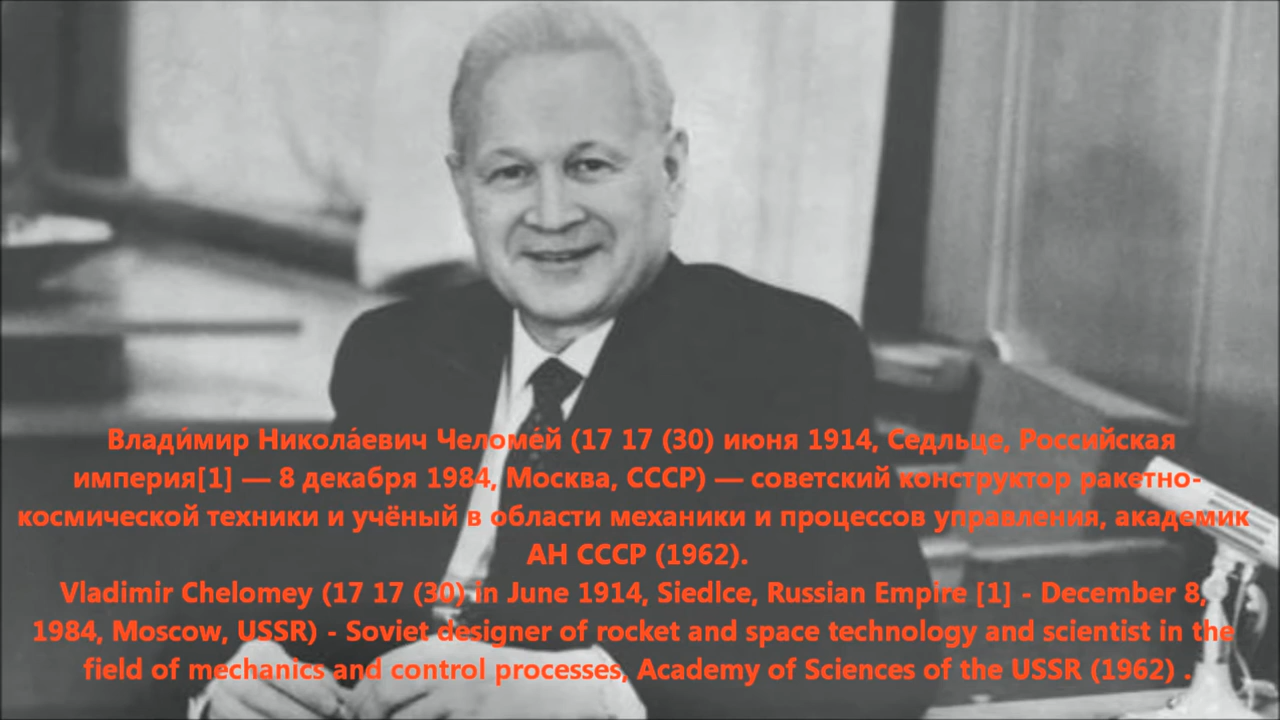 Влади́мир Никола́евич Челоме́й (17 17 (30) июня 1914, Седльце, Российская
империя[1] — 8 декабря 1984, Москва, СССР) — советский конструктор ракетно-
космической техники и учёный в области механики и процессов управления, академик
АН СССР (1962).
Vladimir Chelomey (17 17 (30) in June 1914, Siedlce, Russian Empire [1] - December 8,
1984, Moscow, USSR) - Soviet designer of rocket and space technology and scientist in the
field of mechanics and control processes, Academy of Sciences of the USSR (1962) .